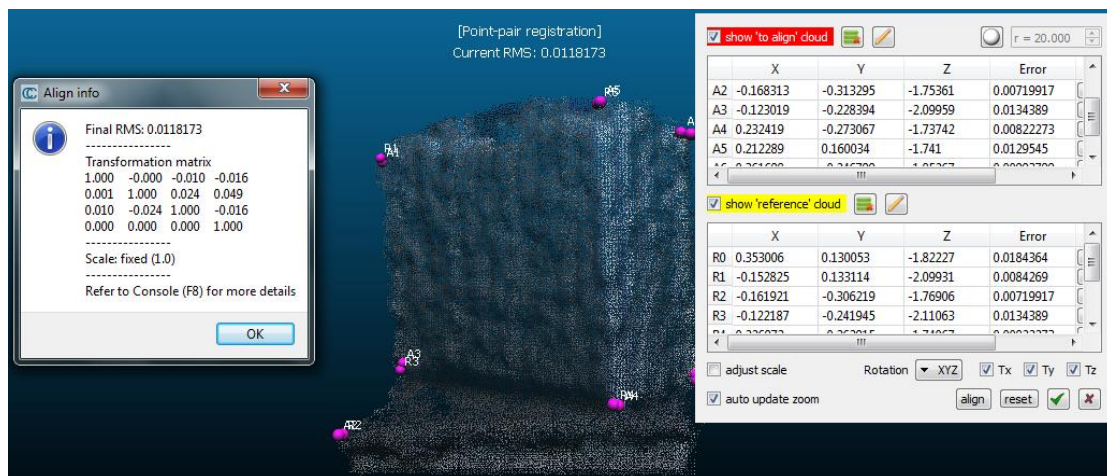 [Point-pair registration]
Current RMS: 0.0118173
Align info
Final RMS: 0.0118173
----------------
Transformation matrix
1.000 -0.000 -0.010 -0.016
0.001 1.000 0.024 0.049
0.010 -0.024 1.000 -0.016
0.000 0.000 0.000 1.000
----------------
Scale: fixed (1.0)
----------------
Refer to Console (F8) for more details
OK
R1
A1
A3
R3
show 'to align' cloud
r = 20.000
X Y Z Error
A2 -0.168313 -0.313295 -1.75361 0.00719917
A3 -0.123019 -0.228394 -2.09959 0.0134389
A4 0.232419 -0.273067 -1.73742 0.00822273
A5 0.212289 0.160034 -1.741 0.0129545
show 'reference' cloud
X Y Z Error
R0 0.353006 0.130053 -1.82227 0.0184364
R1 -0.152825 0.133114 -2.09931 0.0084269
R2 -0.161921 -0.306219 -1.76906 0.00719917
R3 -0.122187 -0.241945 -2.11063 0.0134389
adjust scale Rotation XYZ Tx Ty Tz
auto update zoom align reset